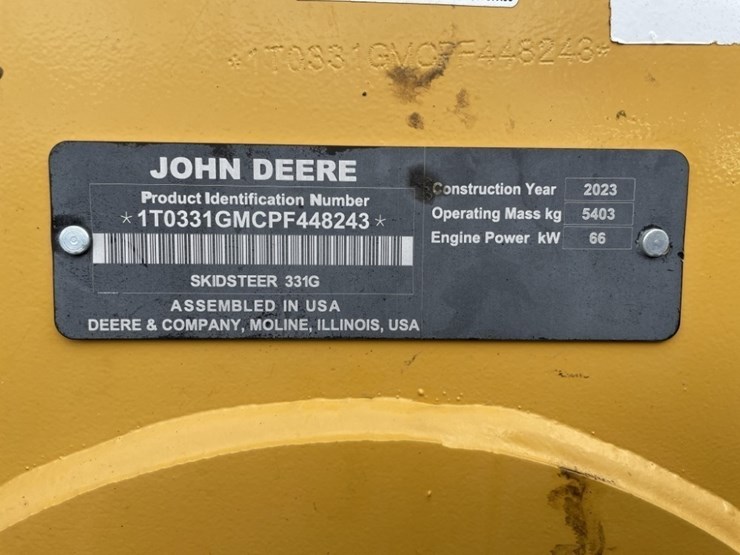 *1T0331GMCPF448243*
JOHN DEERE
Product Identification Number
*1T0331GMCPF448243*
SKIDSTEER 331G
ASSEMBLED IN USA
DEERE & COMPANY, MOLINE, ILLINOIS, USA
Construction Year 2023
Operating Mass kg 5403
Engine Power kW 66